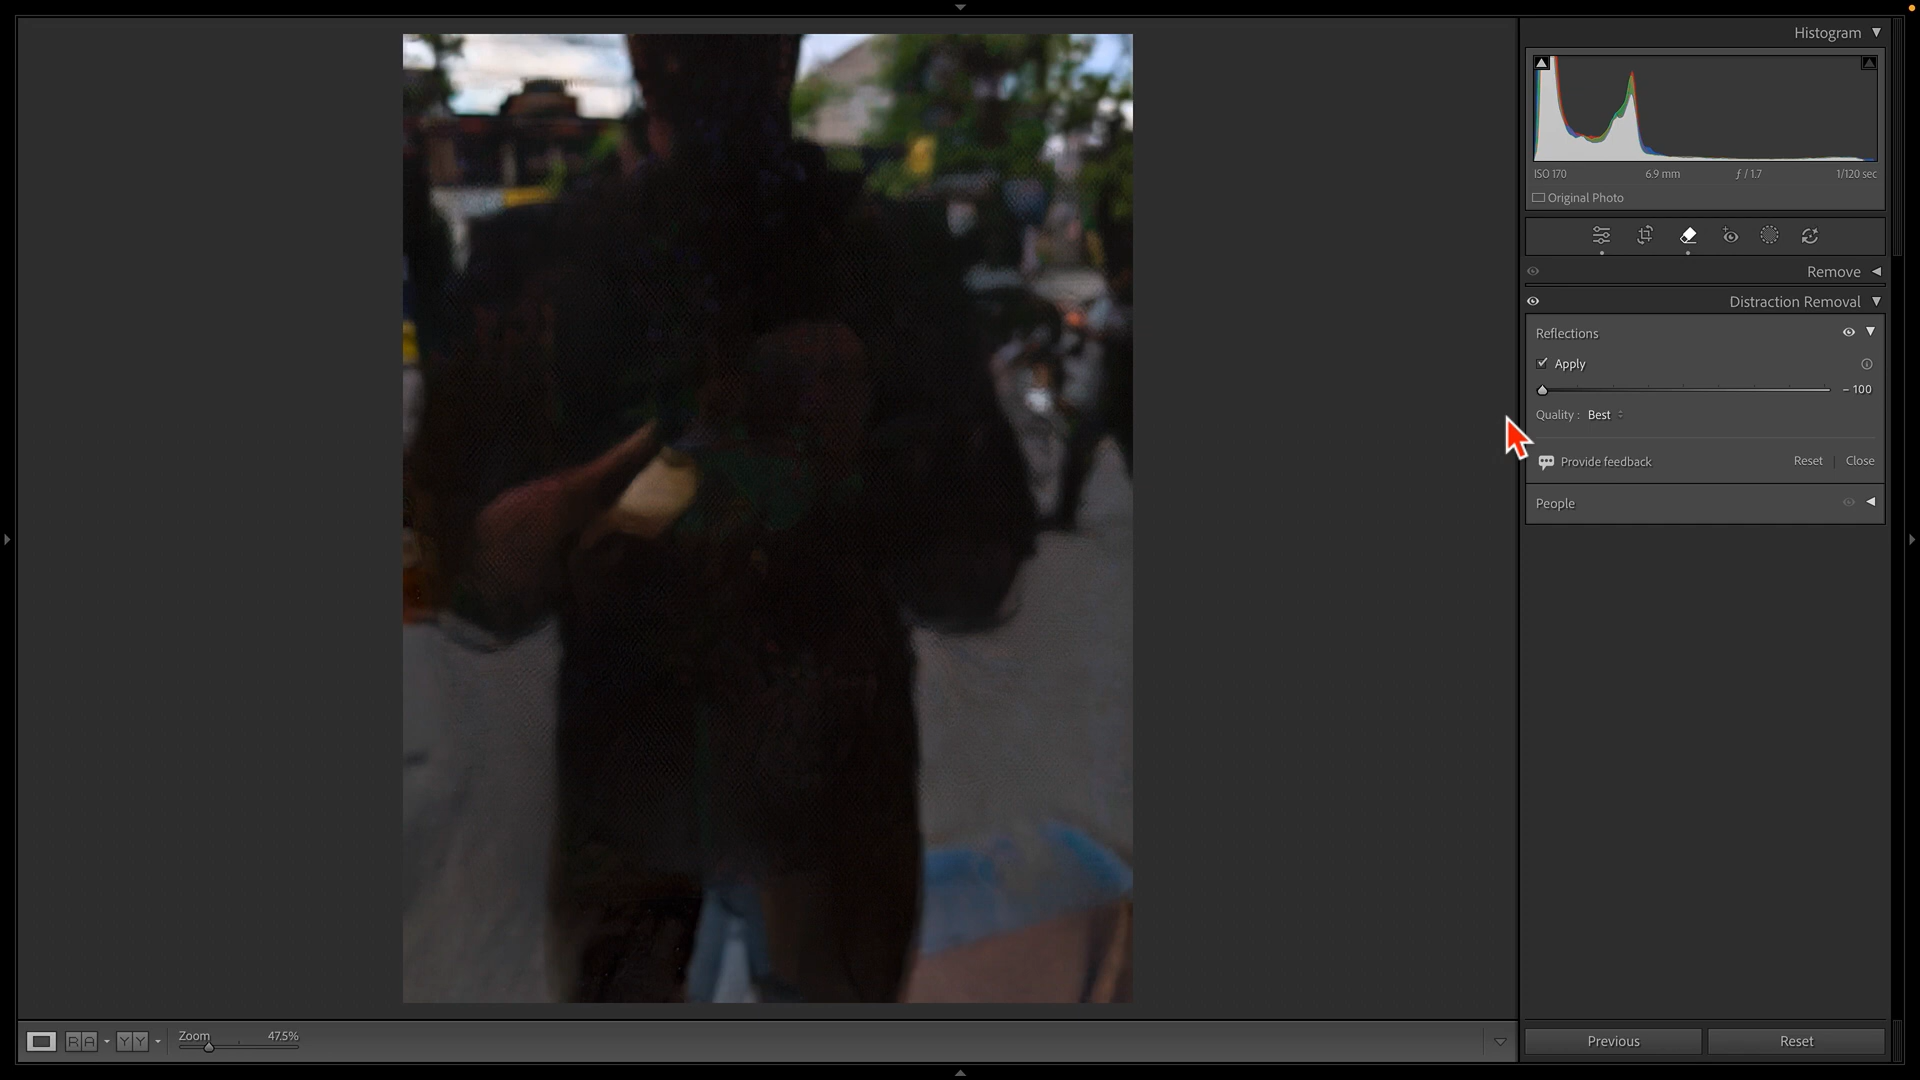 Histogram
ISO 170 6.9 mm ƒ / 1.7 1/120 sec
Original Photo
Remove
Distraction Removal
Reflections
Apply
– 100
Quality : Best
Provide feedback Reset Close
People
R A Y Y Zoom 47.5%
Previous Reset